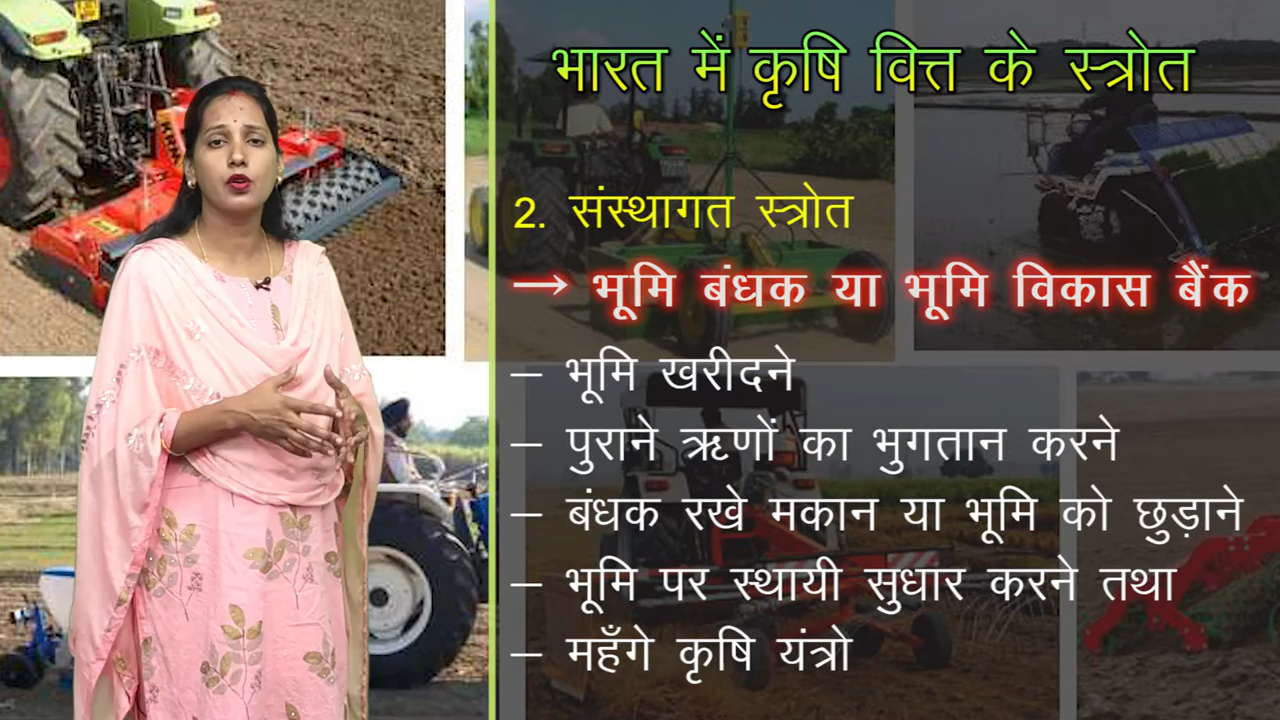 भारत में कृषि वित्त के स्त्रोत
2. संस्थागत स्त्रोत
→ भूमि बंधक या भूमि विकास बैंक
– भूमि खरीदने
– पुराने ऋणों का भुगतान करने
– बंधक रखे मकान या भूमि को छुड़ाने
– भूमि पर स्थायी सुधार करने तथा
– महँगे कृषि यंत्रो